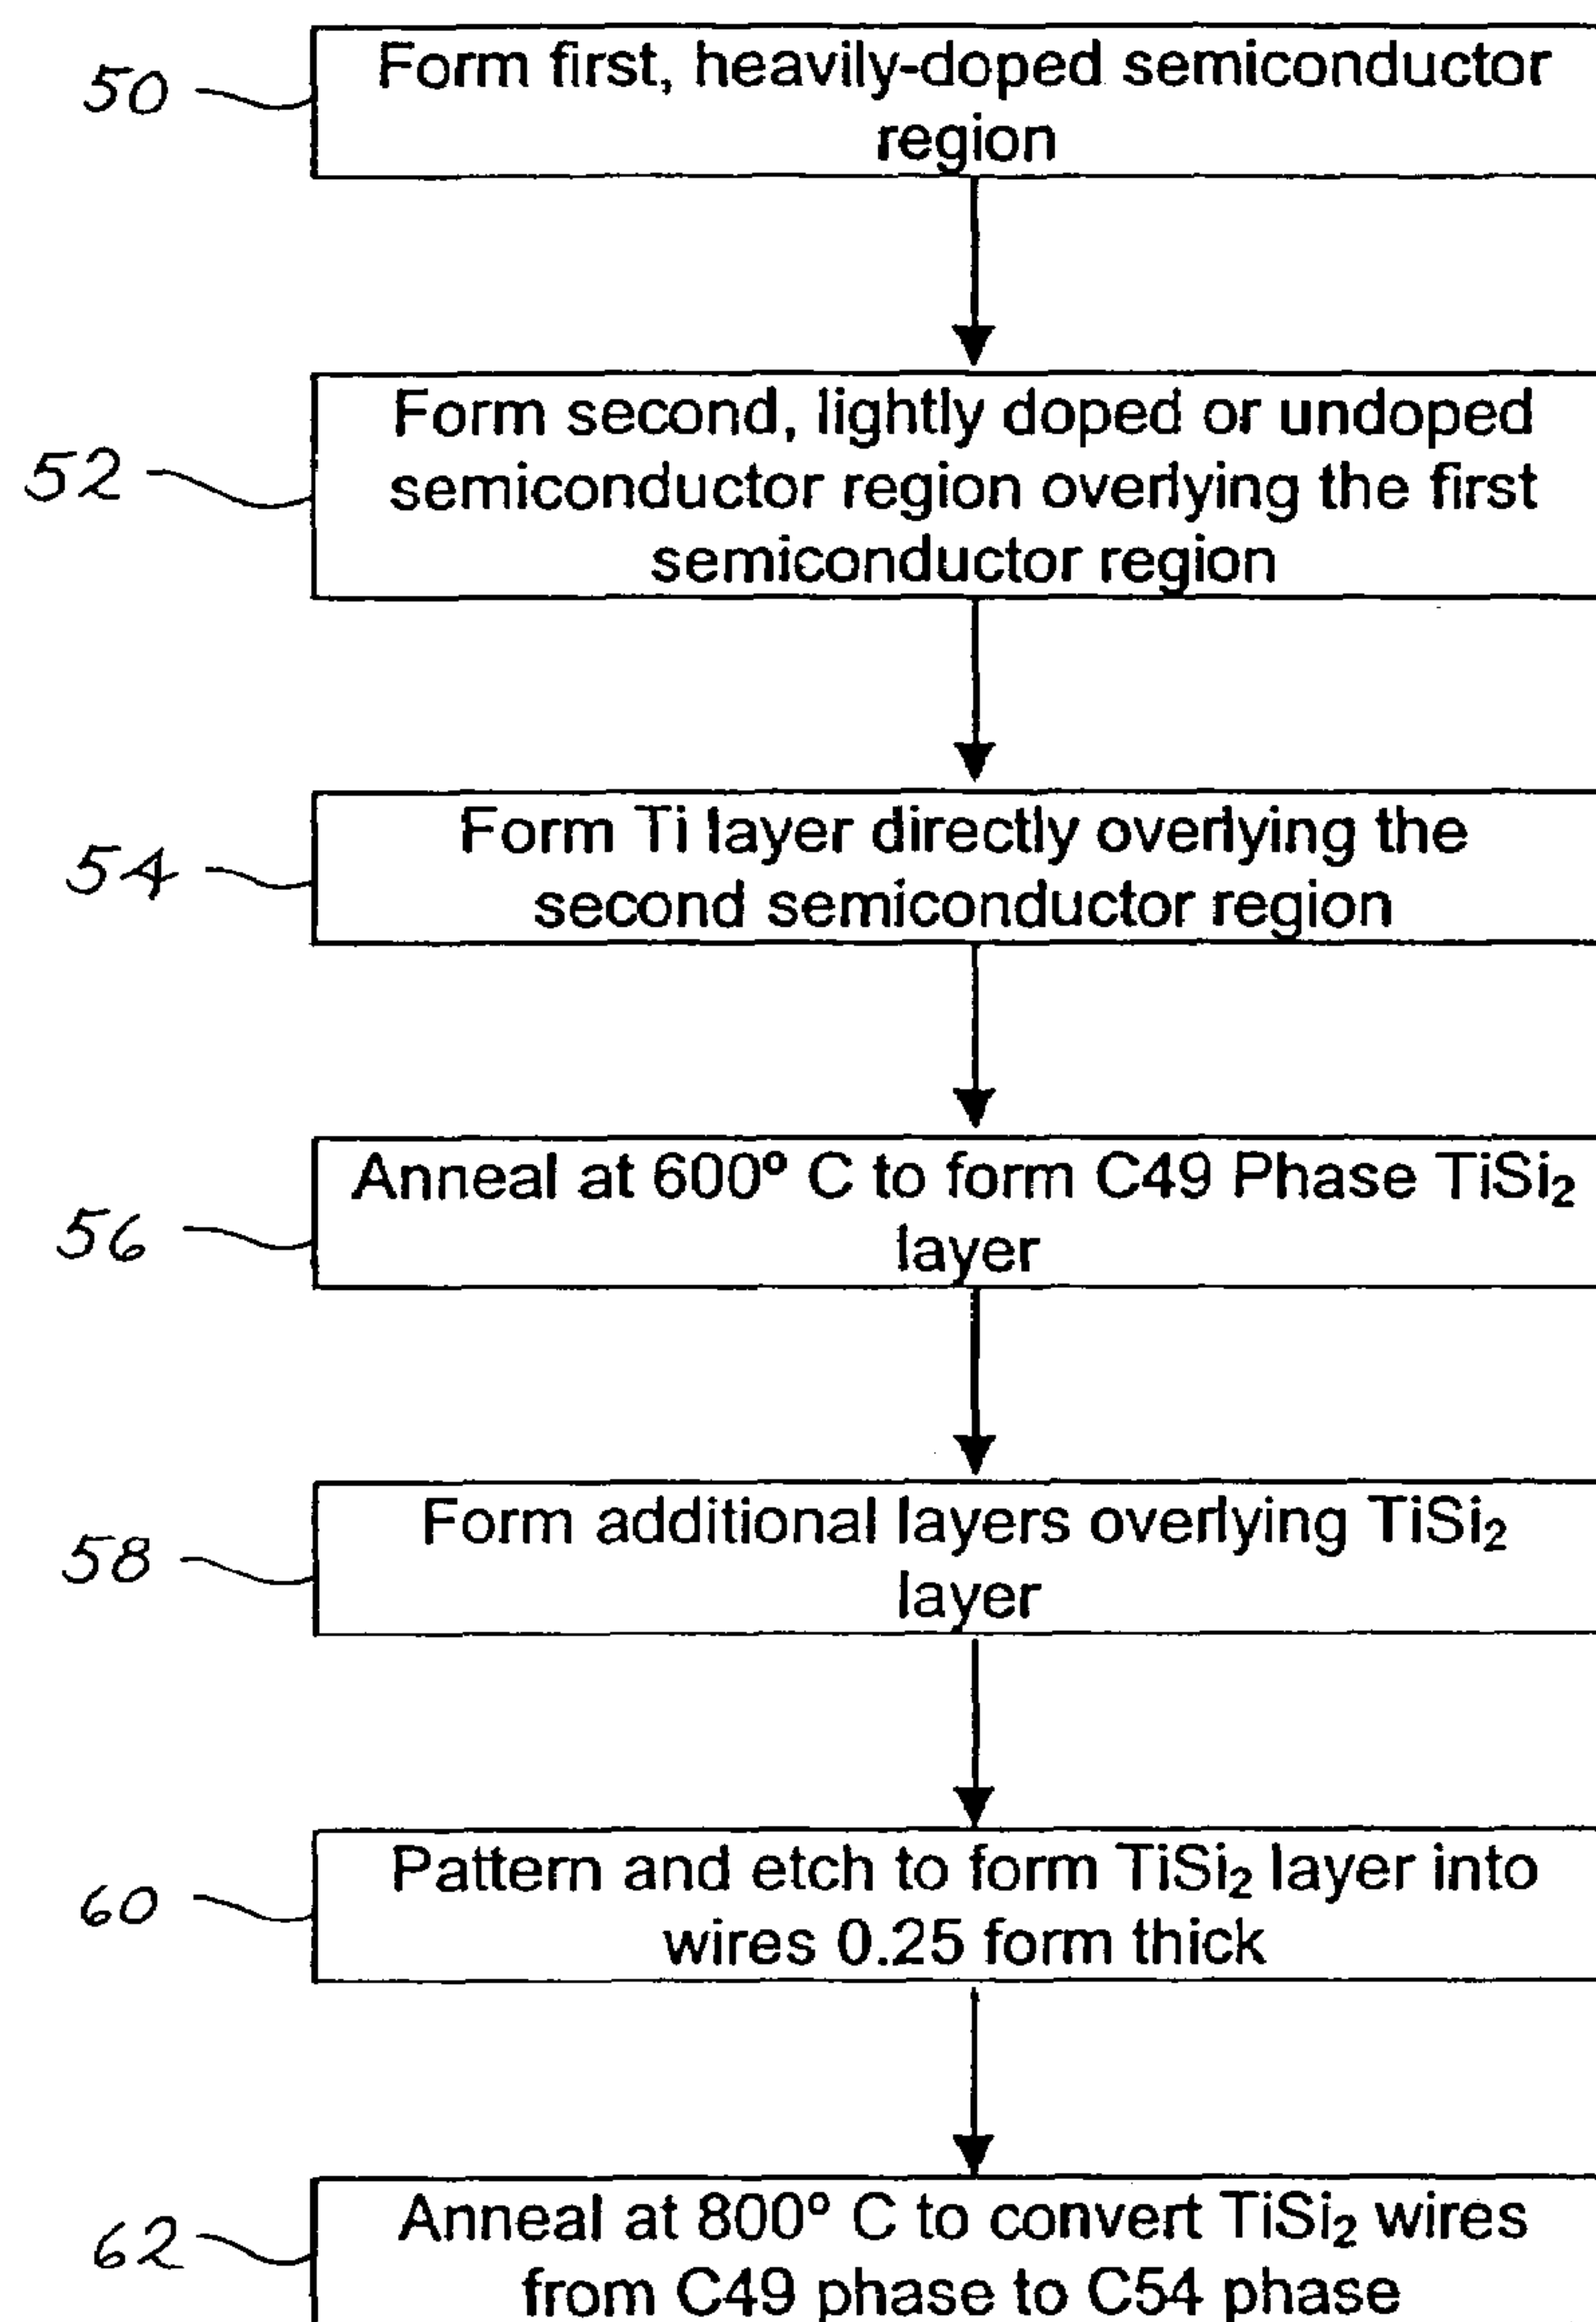 50
Form first, heavily-doped semiconductor
region
52
Form second, lightly doped or undoped
semiconductor region overlying the first
semiconductor region
54
Form Ti layer directly overlying the
second semiconductor region
56
Anneal at 600º C to form C49 Phase TiSi₂
layer
58
Form additional layers overlying TiSi₂
layer
60
Pattern and etch to form TiSi₂ layer into
wires 0.25 form thick
62
Anneal at 800º C to convert TiSi₂ wires
from C49 phase to C54 phase